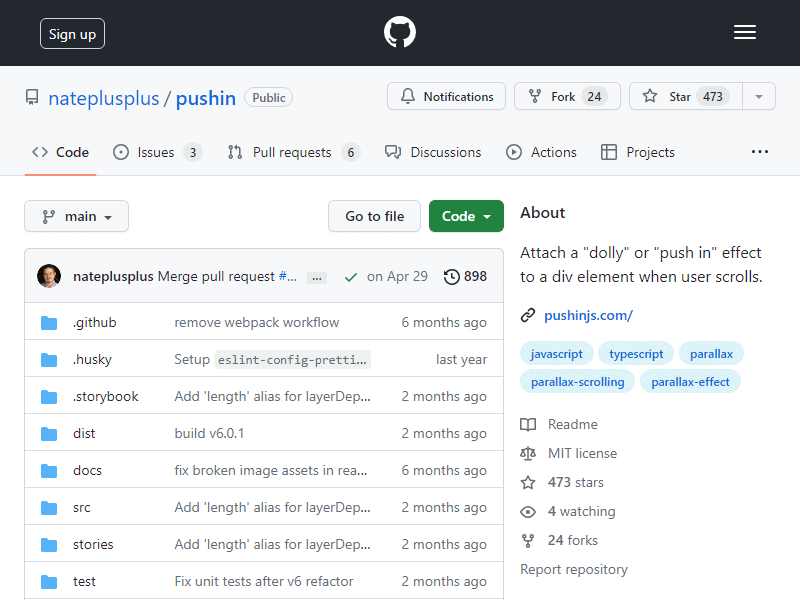 Sign up
nateplusplus / pushin Public Notifications Fork 24 Star 473
Code Issues 3 Pull requests 6 Discussions Actions Projects ...
main Go to file Code
nateplusplus Merge pull request #... ... on Apr 29 898
.github remove webpack workflow 6 months ago
.husky Setup eslint-config-pretti... last year
.storybook Add 'length' alias for layerDep... 2 months ago
dist build v6.0.1 2 months ago
docs fix broken image assets in rea... 6 months ago
src Add 'length' alias for layerDep... 2 months ago
stories Add 'length' alias for layerDep... 2 months ago
test Fix unit tests after v6 refactor 2 months ago
About
Attach a "dolly" or "push in" effect
to a div element when user scrolls.
pushinjs.com/
javascript typescript parallax
parallax-scrolling parallax-effect
Readme
MIT license
473 stars
4 watching
24 forks
Report repository